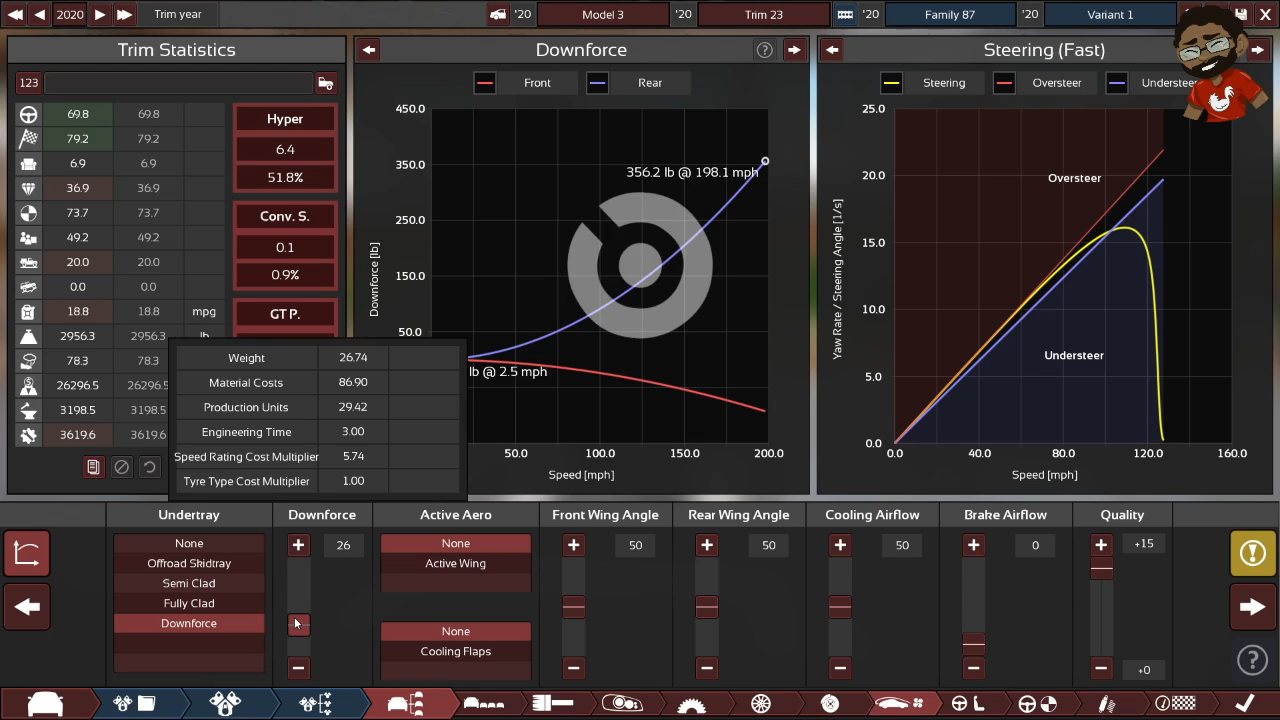 2020
Trim year
'20
Model 3
'20
Trim 23
'20
Family 87
'20
Variant 1
Trim Statistics
123
69.8 69.8
79.2 79.2
6.9 6.9
36.9 36.9
73.7 73.7
49.2 49.2
20.0 20.0
0.0 0.0
18.8 18.8 mpg
2956.3 2956.3 lb
78.3 78.3
26296.5 26296.5
3198.5 3198.5
3619.6 3619.6
Hyper
6.4
51.8%
Conv. S.
0.1
0.9%
GT P.
Weight 26.74
Material Costs 86.90
Production Units 29.42
Engineering Time 3.00
Speed Rating Cost Multiplier 5.74
Tyre Type Cost Multiplier 1.00
Downforce
?
Front
Rear
450.0
350.0
250.0
150.0
50.0
Downforce [lb]
356.2 lb @ 198.1 mph
lb @ 2.5 mph
50.0 100.0 150.0 200.0
Speed [mph]
Steering (Fast)
Steering
Oversteer
Understeer
25.0
20.0
15.0
10.0
5.0
0.0
Yaw Rate / Steering Angle [1/s]
Oversteer
Understeer
0.0 40.0 80.0 120.0 160.0
Speed [mph]
Undertray
None
Offroad Skidtray
Semi Clad
Fully Clad
Downforce
Downforce
26
Active Aero
None
Active Wing
None
Cooling Flaps
Front Wing Angle
50
Rear Wing Angle
50
Cooling Airflow
50
Brake Airflow
0
Quality
+15
+0
?